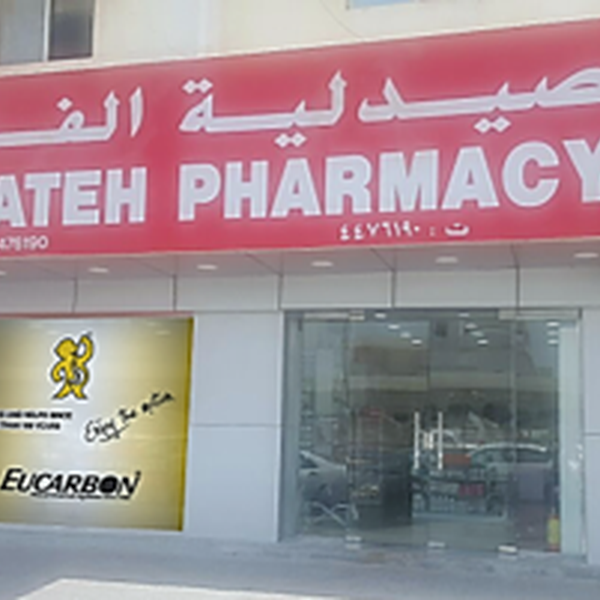 صيدلية الف
ATEH PHARMACY
476190
ت : ٤٤٧٦١٩٠
Enjoy the action
EUCARBON